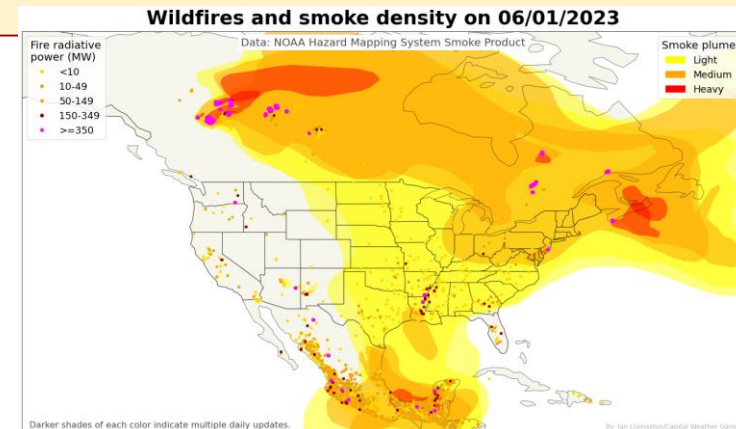 Wildfires and smoke density on 06/01/2023
Data: NOAA Hazard Mapping System Smoke Product
Fire radiative
power (MW)
<10
10-49
50-149
150-349
>=350
Smoke plume
Light
Medium
Heavy
Darker shades of each color indicate multiple daily updates.
By: Ian Livingston/Capital Weather Gang